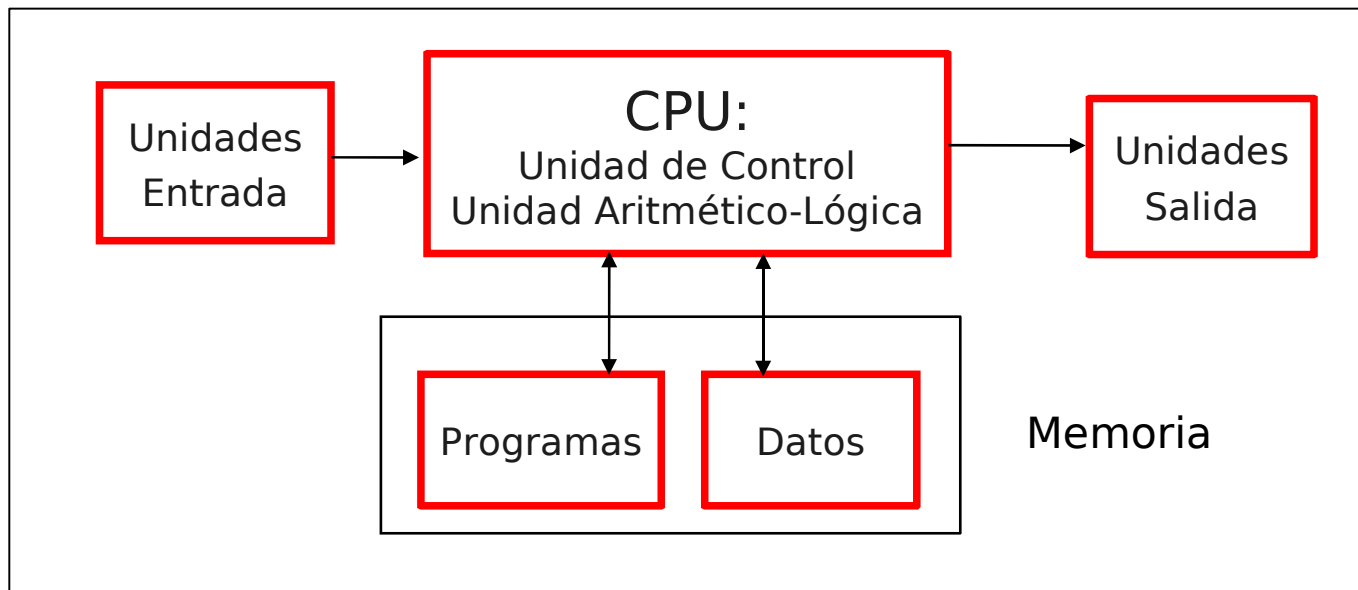 Unidades
Entrada
CPU:
Unidad de Control
Unidad Aritmético-Lógica
Unidades
Salida
Programas
Datos
Memoria